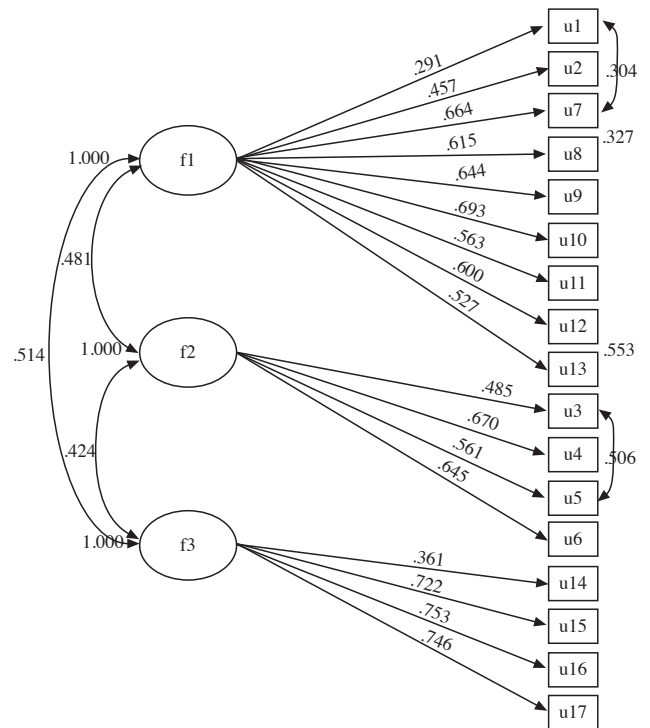 u1
.291
u2
.304
.457
u7
.664
.327
1.000
f1
.615
u8
.644
u9
.693
u10
.481
.563
u11
.600
u12
.527
.514
1.000
f2
.553
u13
.485
u3
.670
.424
.561
u4
.506
.645
u5
1.000
f3
u6
.361
u14
.722
u15
.753
u16
.746
u17